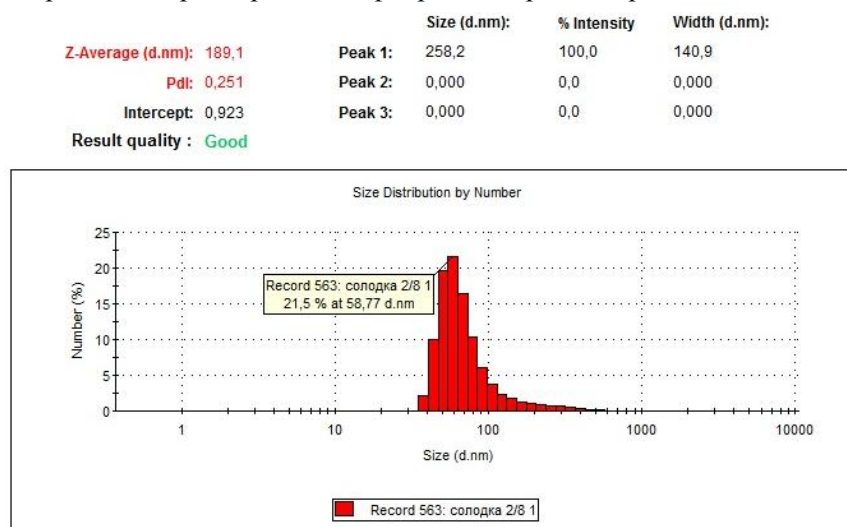 Size (d.nm): % Intensity Width (d.nm):
Z-Average (d.nm): 189,1 Peak 1: 258,2 100,0 140,9
PdI: 0,251 Peak 2: 0,000 0,0 0,000
Intercept: 0,923 Peak 3: 0,000 0,0 0,000
Result quality : Good
Size Distribution by Number
25
20
15
10
5
0
Number (%)
Record 563: солодка 2/8 1
21,5 % at 58,77 d.nm
1 10 100 1000 10000
Size (d.nm)
Record 563: солодка 2/8 1